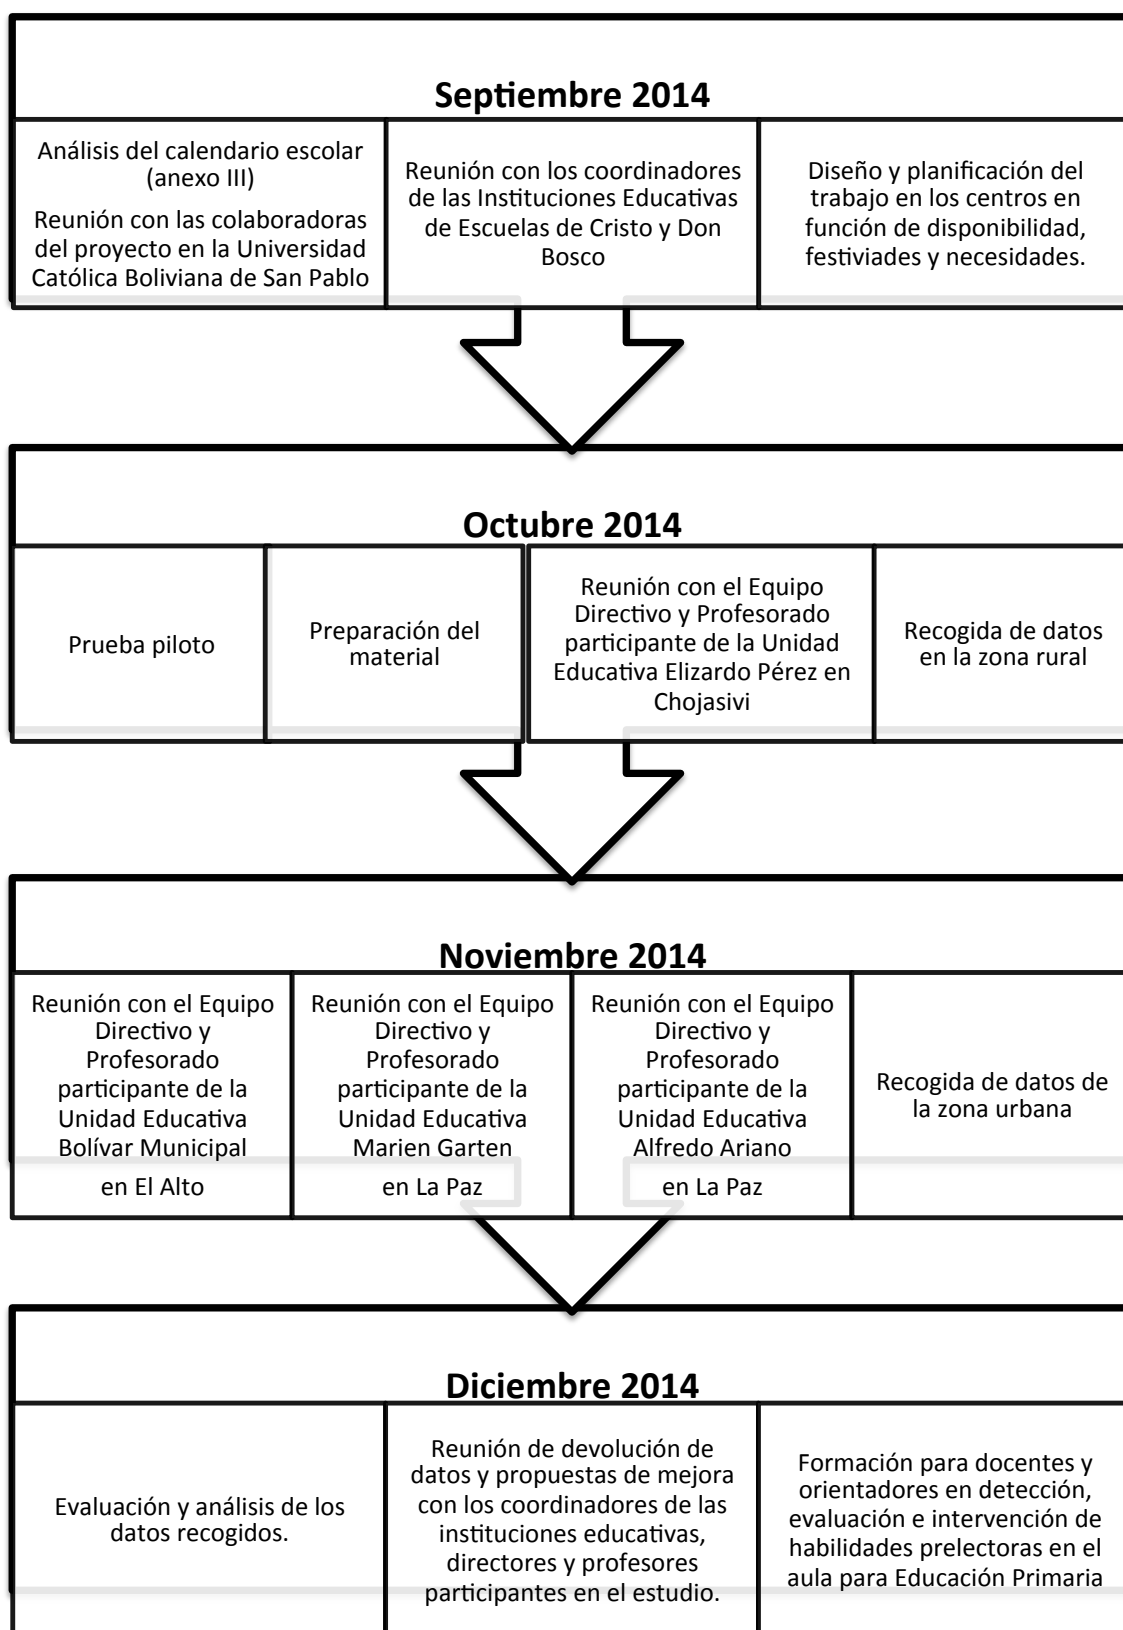 Septiembre 2014
Análisis del calendario escolar
(anexo III)
Reunión con las colaboradoras
del proyecto en la Universidad
Católica Boliviana de San Pablo
Reunión con los coordinadores
de las Instituciones Educativas
de Escuelas de Cristo y Don
Bosco
Diseño y planificación del
trabajo en los centros en
función de disponibilidad,
festiviades y necesidades.
Octubre 2014
Prueba piloto
Preparación del
material
Reunión con el Equipo
Directivo y Profesorado
participante de la Unidad
Educativa Elizardo Pérez en
Chojasivi
Recogida de datos
en la zona rural
Noviembre 2014
Reunión con el Equipo
Directivo y
Profesorado
participante de la
Unidad Educativa
Bolívar Municipal
en El Alto
Reunión con el Equipo
Directivo y
Profesorado
participante de la
Unidad Educativa
Marien Garten
en La Paz
Reunión con el Equipo
Directivo y
Profesorado
participante de la
Unidad Educativa
Alfredo Ariano
en La Paz
Recogida de datos de
la zona urbana
Diciembre 2014
Evaluación y análisis de los
datos recogidos.
Reunión de devolución de
datos y propuestas de mejora
con los coordinadores de las
instituciones educativas,
directores y profesores
participantes en el estudio.
Formación para docentes y
orientadores en detección,
evaluación e intervención de
habilidades prelectoras en el
aula para Educación Primaria